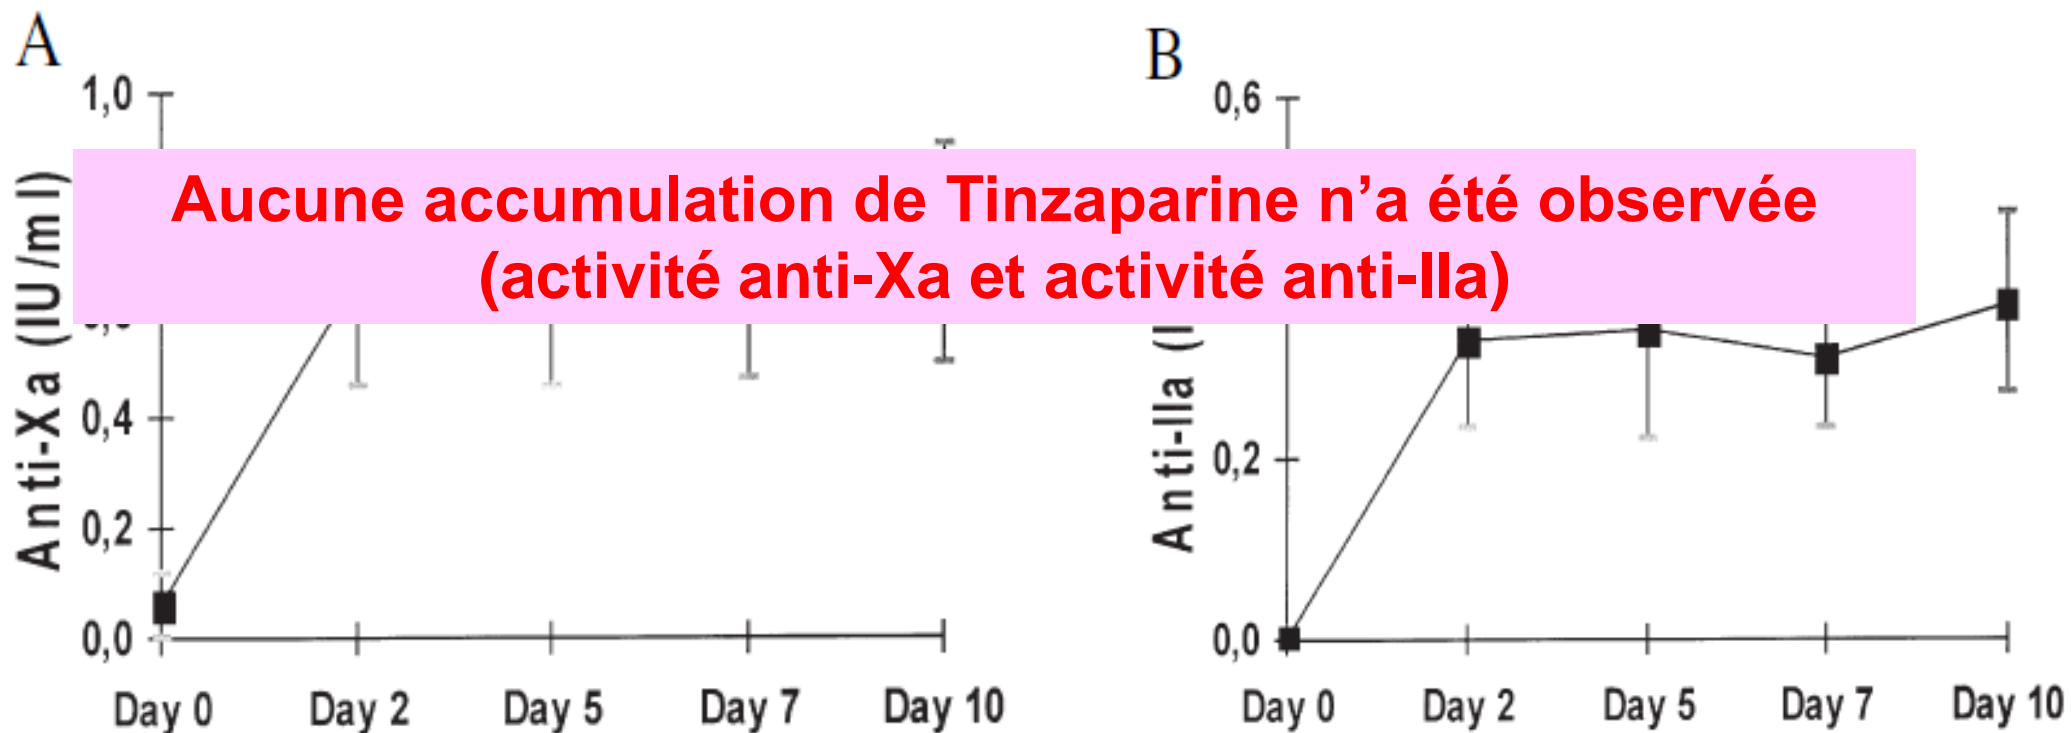 A
B
1,0
0,4
0,2
0,0
Anti-Xa (IU/ml)
Day 0 Day 2 Day 5 Day 7 Day 10
0,6
0,2
0,0
Anti-IIa (
Day 0 Day 2 Day 5 Day 7 Day 10
Aucune accumulation de Tinzaparine n’a été observée
(activité anti-Xa et activité anti-IIa)